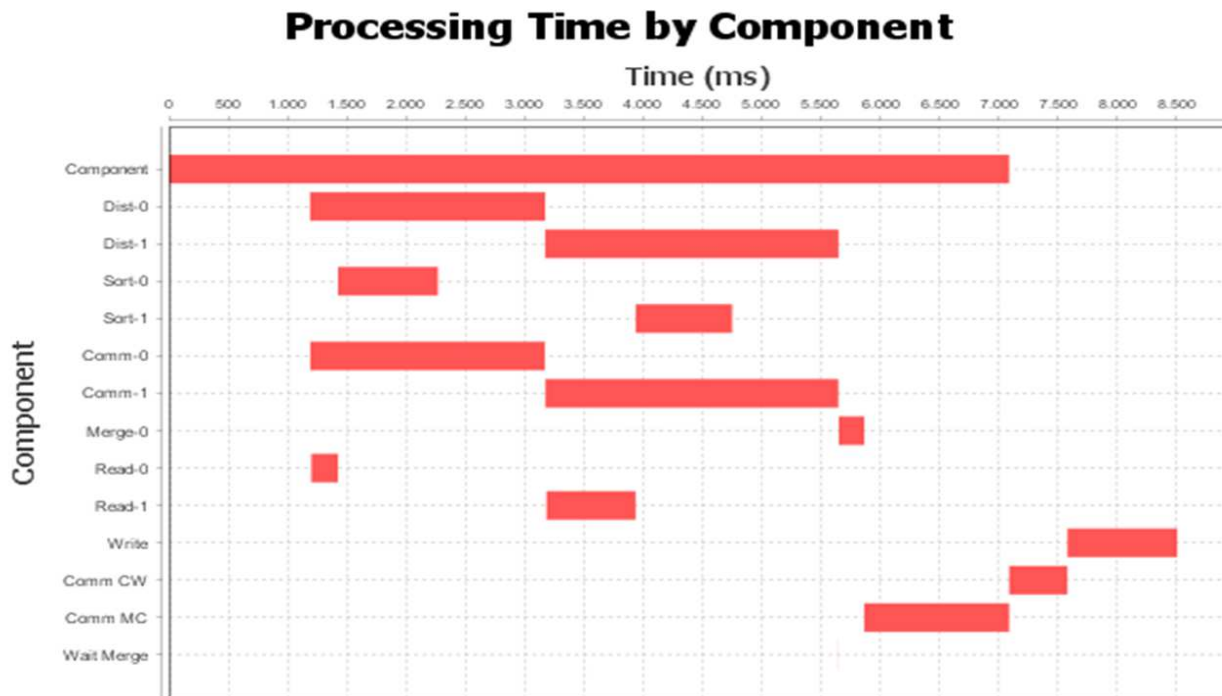 Processing Time by Component
Time (ms)
0 500 1.000 1.500 2.000 2.500 3.000 3.500 4.000 4.500 5.000 5.500 6.000 6.500 7.000 7.500 8.000 8.500
Component
Component
Dist-0
Dist-1
Sort-0
Sort-1
Comm-0
Comm-1
Merge-0
Read-0
Read-1
Write
Comm CW
Comm MC
Wait Merge